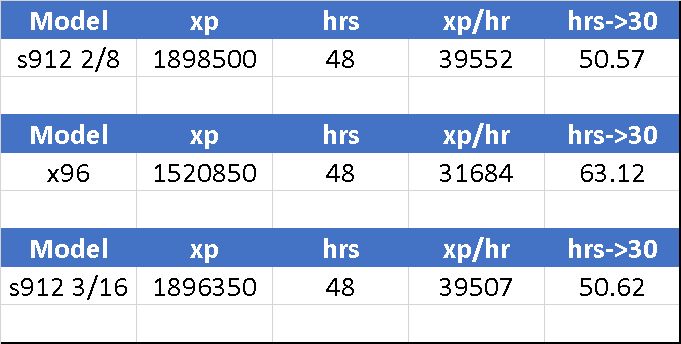 Model xp hrs xp/hr hrs->30
s912 2/8 1898500 48 39552 50.57
Model xp hrs xp/hr hrs->30
x96 1520850 48 31684 63.12
Model xp hrs xp/hr hrs->30
s912 3/16 1896350 48 39507 50.62